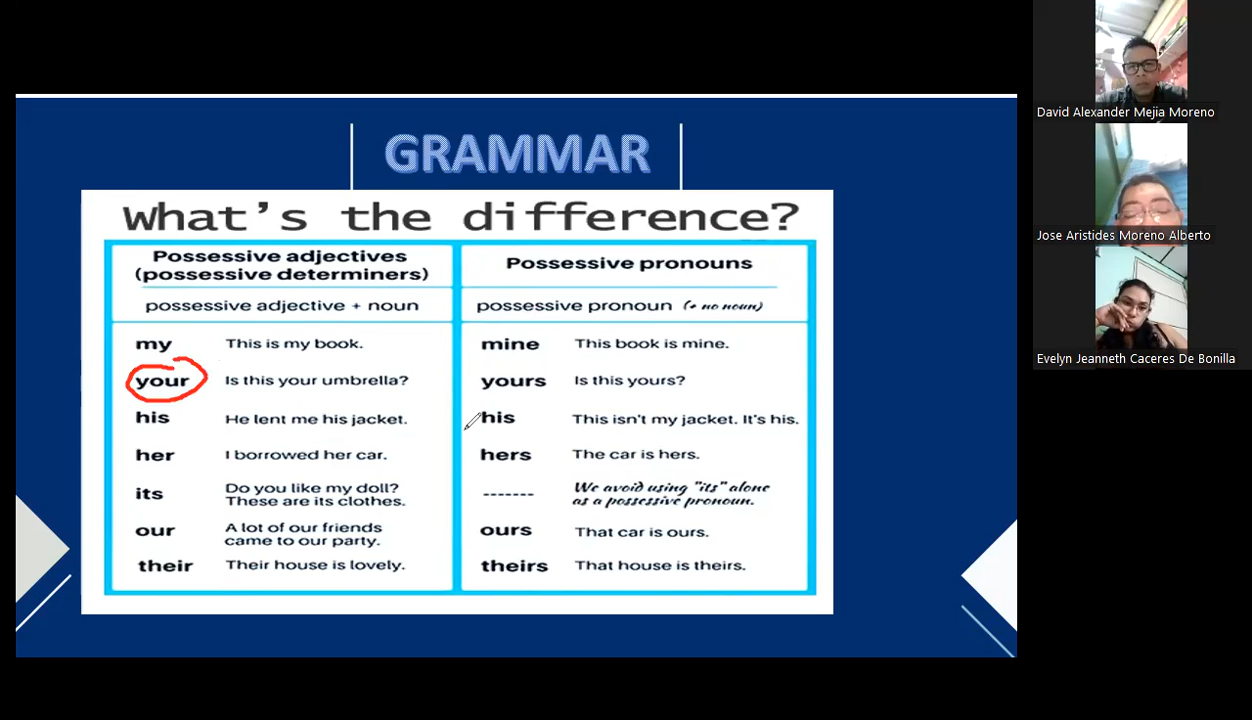 GRAMMAR
What's the difference?
Possessive adjectives
(possessive determiners)
possessive adjective + noun
my This is my book.
your Is this your umbrella?
his He lent me his jacket.
her I borrowed her car.
its Do you like my doll?
These are its clothes.
our A lot of our friends
came to our party.
their Their house is lovely.
Possessive pronouns
possessive pronoun (+ no noun)
mine This book is mine.
yours Is this yours?
his This isn't my jacket. It's his.
hers The car is hers.
------- We avoid using "its" alone
as a possessive pronoun.
ours That car is ours.
theirs That house is theirs.
David Alexander Mejia Moreno
Jose Aristides Moreno Alberto
Evelyn Jeanneth Caceres De Bonilla